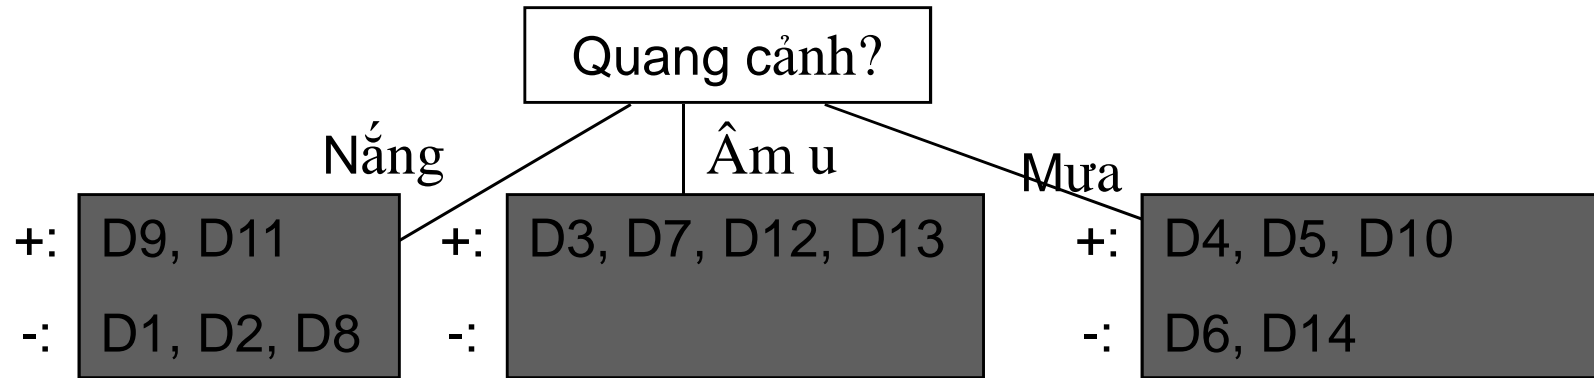 Quang cảnh?
Nắng
Âm u
Mưa
+: D9, D11
-: D1, D2, D8
+: D3, D7, D12, D13
-:
+: D4, D5, D10
-: D6, D14